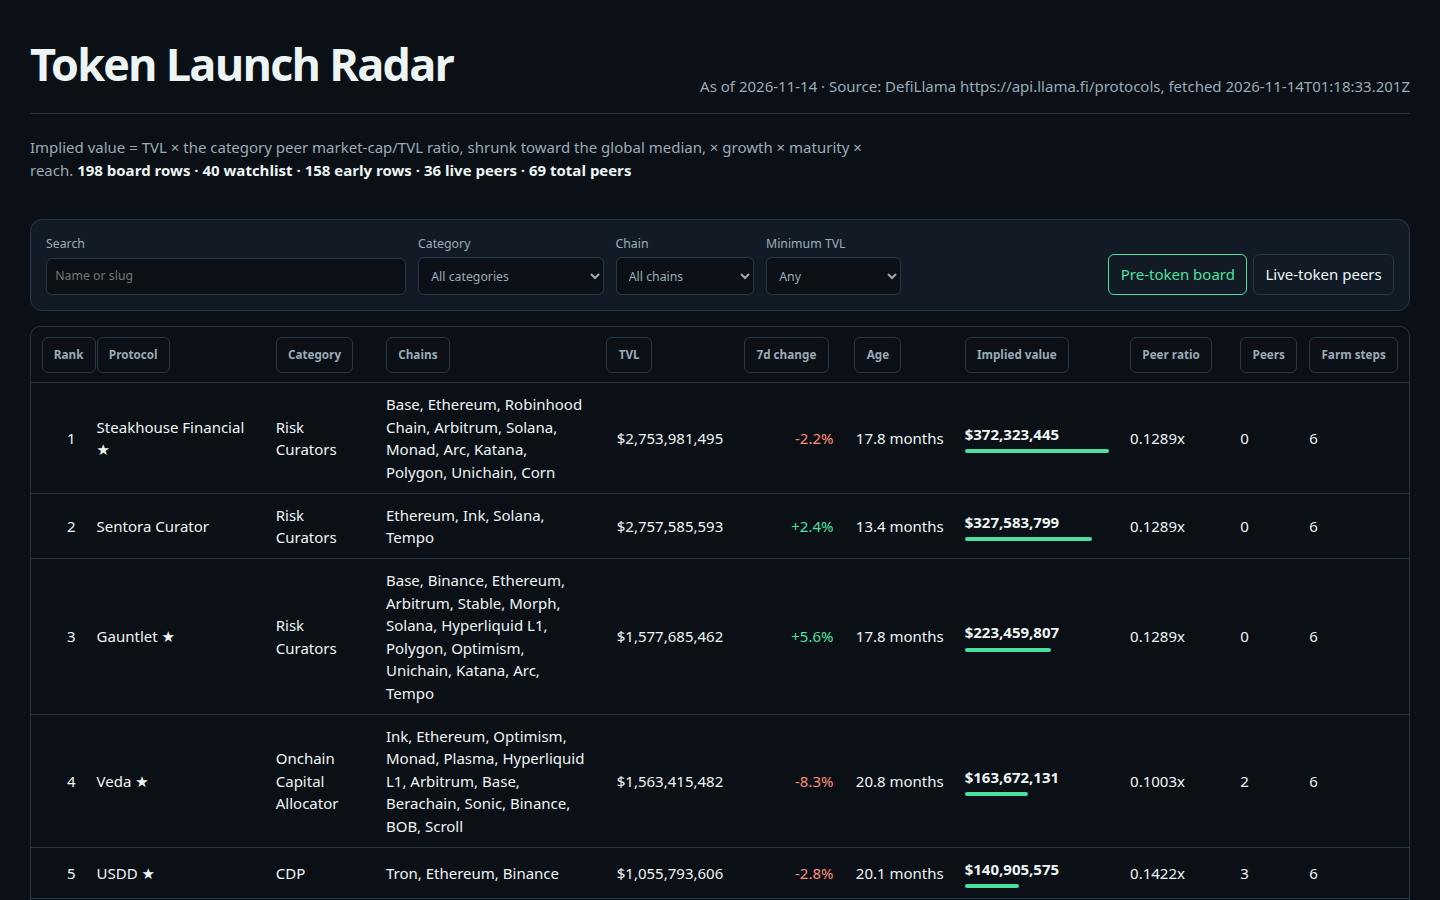 Token Launch Radar
As of 2026-11-14 · Source: DefiLlama https://api.llama.fi/protocols, fetched 2026-11-14T01:18:33.201Z
Implied value = TVL × the category peer market-cap/TVL ratio, shrunk toward the global median, × growth × maturity ×
reach. 198 board rows · 40 watchlist · 158 early rows · 36 live peers · 69 total peers
Search
Category
Chain
Minimum TVL
Name or slug
All categories
All chains
Any
Pre-token board
Live-token peers
Rank
Protocol
Category
Chains
TVL
7d change
Age
Implied value
Peer ratio
Peers
Farm steps
1
Steakhouse Financial
★
Risk
Curators
Base, Ethereum, Robinhood
Chain, Arbitrum, Solana,
Monad, Arc, Katana,
Polygon, Unichain, Corn
$2,753,981,495
-2.2%
17.8 months
$372,323,445
0.1289x
0
6
2
Sentora Curator
Risk
Curators
Ethereum, Ink, Solana,
Tempo
$2,757,585,593
+2.4%
13.4 months
$327,583,799
0.1289x
0
6
3
Gauntlet ★
Risk
Curators
Base, Binance, Ethereum,
Arbitrum, Stable, Morph,
Solana, Hyperliquid L1,
Polygon, Optimism,
Unichain, Katana, Arc,
Tempo
$1,577,685,462
+5.6%
17.8 months
$223,459,807
0.1289x
0
6
4
Veda ★
Onchain
Capital
Allocator
Ink, Ethereum, Optimism,
Monad, Plasma, Hyperliquid
L1, Arbitrum, Base,
Berachain, Sonic, Binance,
BOB, Scroll
$1,563,415,482
-8.3%
20.8 months
$163,672,131
0.1003x
2
6
5
USDD ★
CDP
Tron, Ethereum, Binance
$1,055,793,606
-2.8%
20.1 months
$140,905,575
0.1422x
3
6